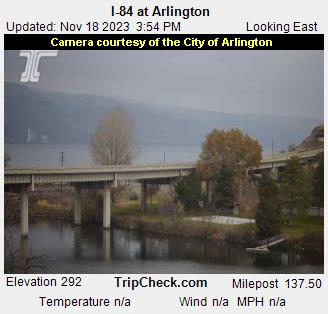 I-84 at Arlington
Updated: Nov 18 2023 3:54 PM Looking East
Camera courtesy of the City of Arlington
Elevation 292 TripCheck.com Milepost 137.50
Temperature n/a Wind n/a MPH n/a